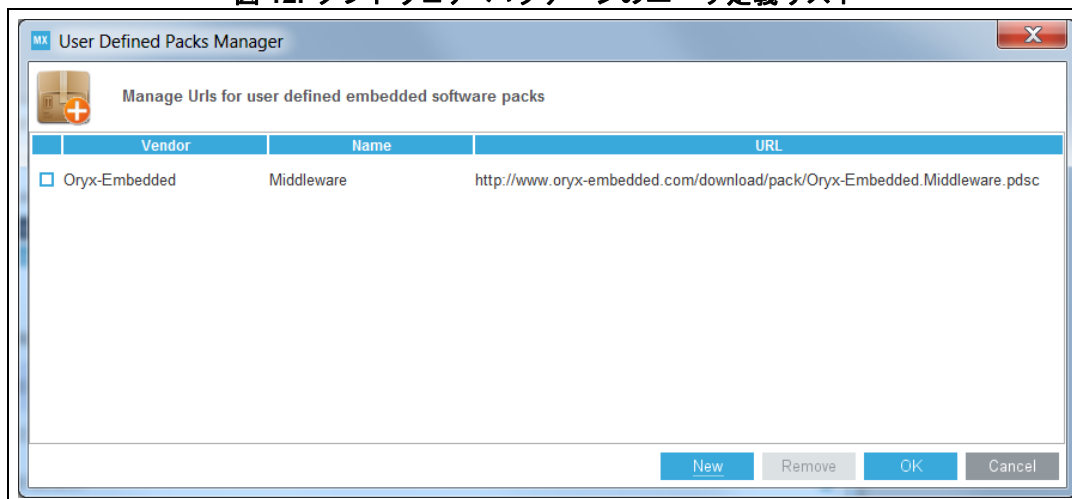 MX User Defined Packs Manager
Manage Urls for user defined embedded software packs
Vendor Name URL
Oryx-Embedded Middleware http://www.oryx-embedded.com/download/pack/Oryx-Embedded.Middleware.pdsc
New Remove OK Cancel